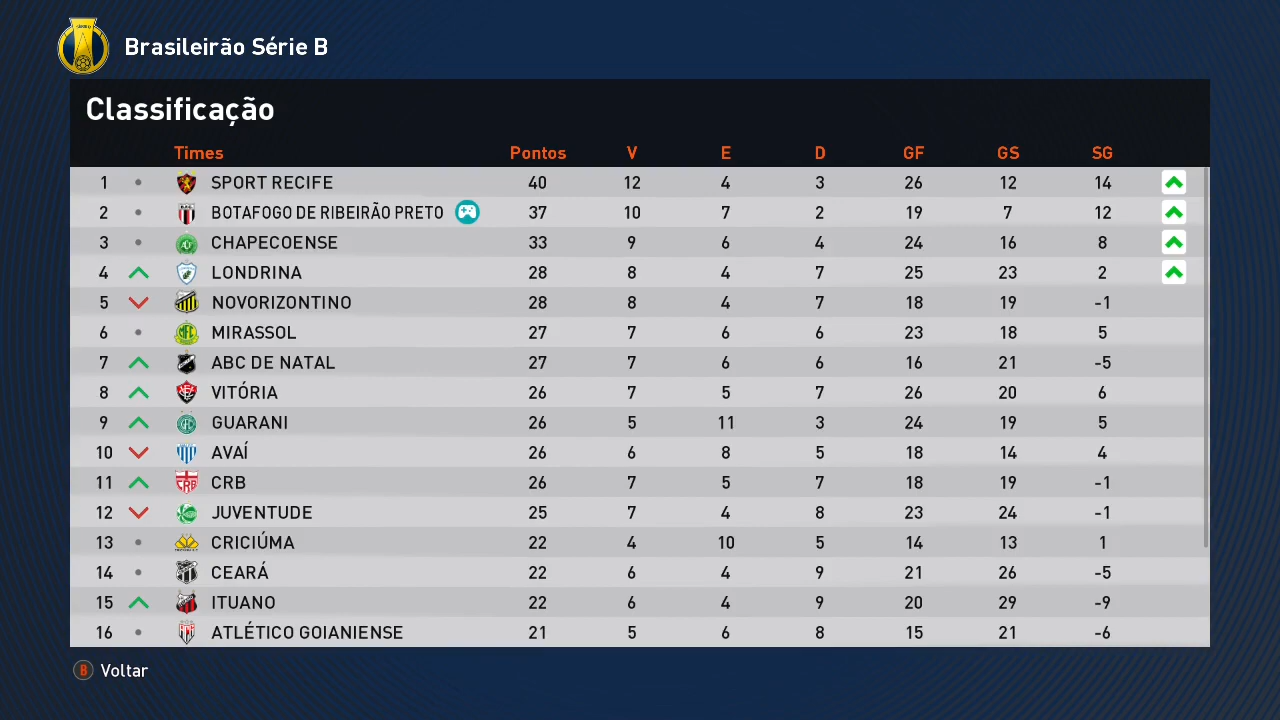 Brasileirão Série B
Classificação
Times Pontos V E D GF GS SG
1 SPORT RECIFE 40 12 4 3 26 12 14
2 BOTAFOGO DE RIBEIRÃO PRETO 37 10 7 2 19 7 12
3 CHAPECOENSE 33 9 6 4 24 16 8
4 LONDRINA 28 8 4 7 25 23 2
5 NOVORIZONTINO 28 8 4 7 18 19 -1
6 MIRASSOL 27 7 6 6 23 18 5
7 ABC DE NATAL 27 7 6 6 16 21 -5
8 VITÓRIA 26 7 5 7 26 20 6
9 GUARANI 26 5 11 3 24 19 5
10 AVAÍ 26 6 8 5 18 14 4
11 CRB 26 7 5 7 18 19 -1
12 JUVENTUDE 25 7 4 8 23 24 -1
13 CRICIÚMA 22 4 10 5 14 13 1
14 CEARÁ 22 6 4 9 21 26 -5
15 ITUANO 22 6 4 9 20 29 -9
16 ATLÉTICO GOIANIENSE 21 5 6 8 15 21 -6
B Voltar